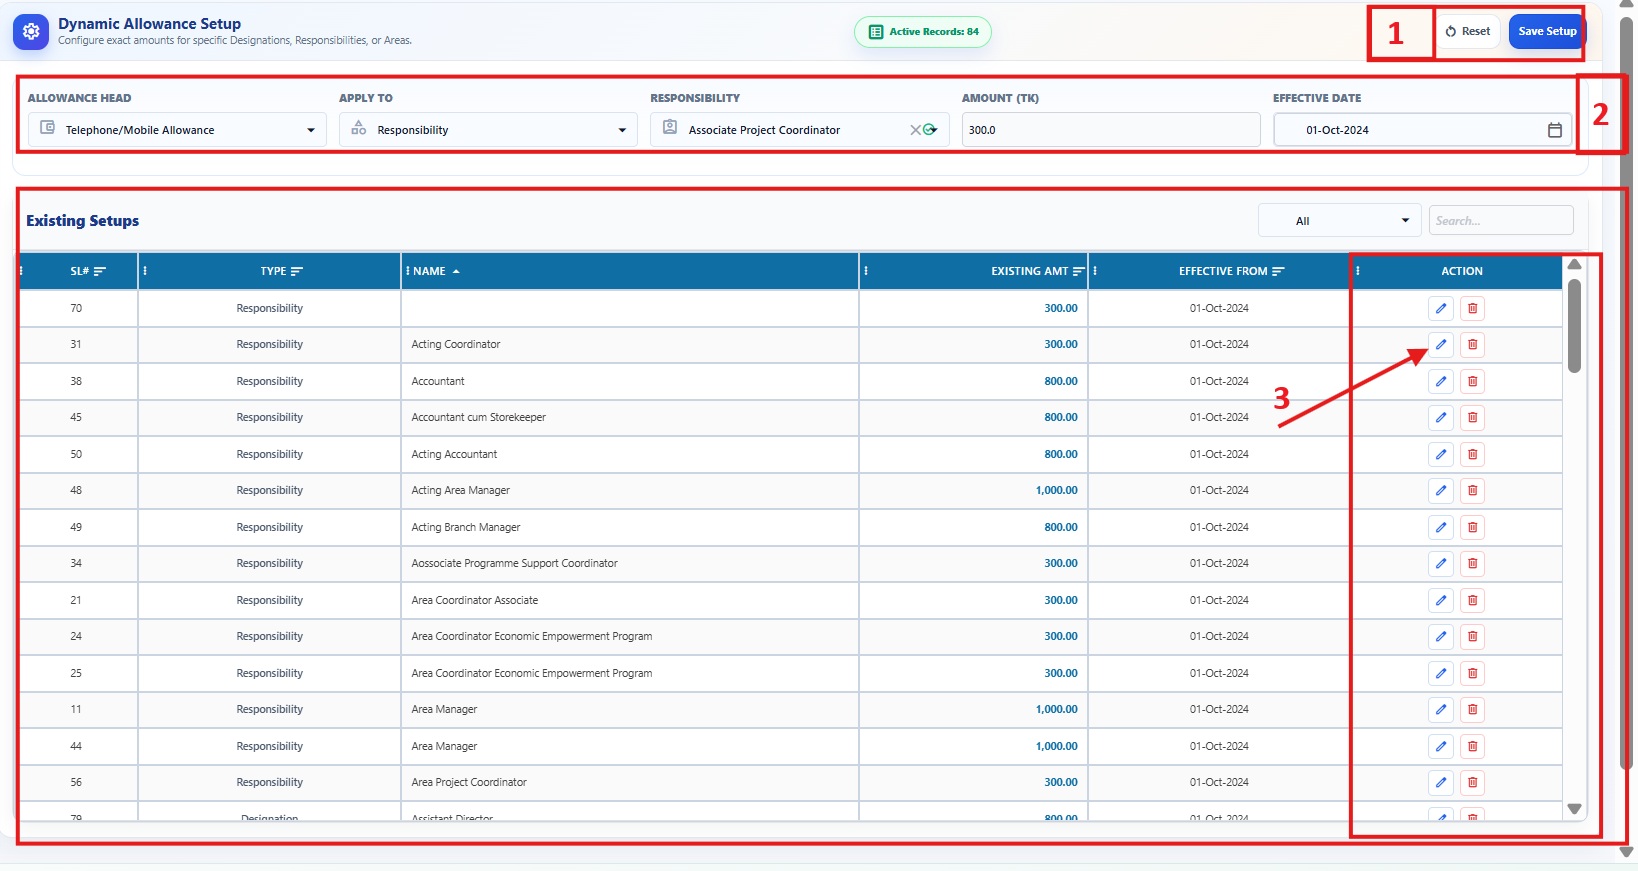 Dynamic Allowance Setup
Configure exact amounts for specific Designations, Responsibilities, or Areas.
Active Records: 84
1
Reset
Save Setup
ALLOWANCE HEAD APPLY TO RESPONSIBILITY AMOUNT (TK) EFFECTIVE DATE
Telephone/Mobile Allowance Responsibility Associate Project Coordinator 300.0 01-Oct-2024
2
Existing Setups
All
Search...
SL# TYPE NAME EXISTING AMT EFFECTIVE FROM ACTION
70 Responsibility 300.00 01-Oct-2024
31 Responsibility Acting Coordinator 300.00 01-Oct-2024
38 Responsibility Accountant 800.00 01-Oct-2024
3
45 Responsibility Accountant cum Storekeeper 800.00 01-Oct-2024
50 Responsibility Acting Accountant 800.00 01-Oct-2024
48 Responsibility Acting Area Manager 1,000.00 01-Oct-2024
49 Responsibility Acting Branch Manager 800.00 01-Oct-2024
34 Responsibility Aossociate Programme Support Coordinator 300.00 01-Oct-2024
21 Responsibility Area Coordinator Associate 300.00 01-Oct-2024
24 Responsibility Area Coordinator Economic Empowerment Program 300.00 01-Oct-2024
25 Responsibility Area Coordinator Economic Empowerment Program 300.00 01-Oct-2024
11 Responsibility Area Manager 1,000.00 01-Oct-2024
44 Responsibility Area Manager 1,000.00 01-Oct-2024
56 Responsibility Area Project Coordinator 300.00 01-Oct-2024
79 Designation Assistant Director 800.00 01-Oct-2024